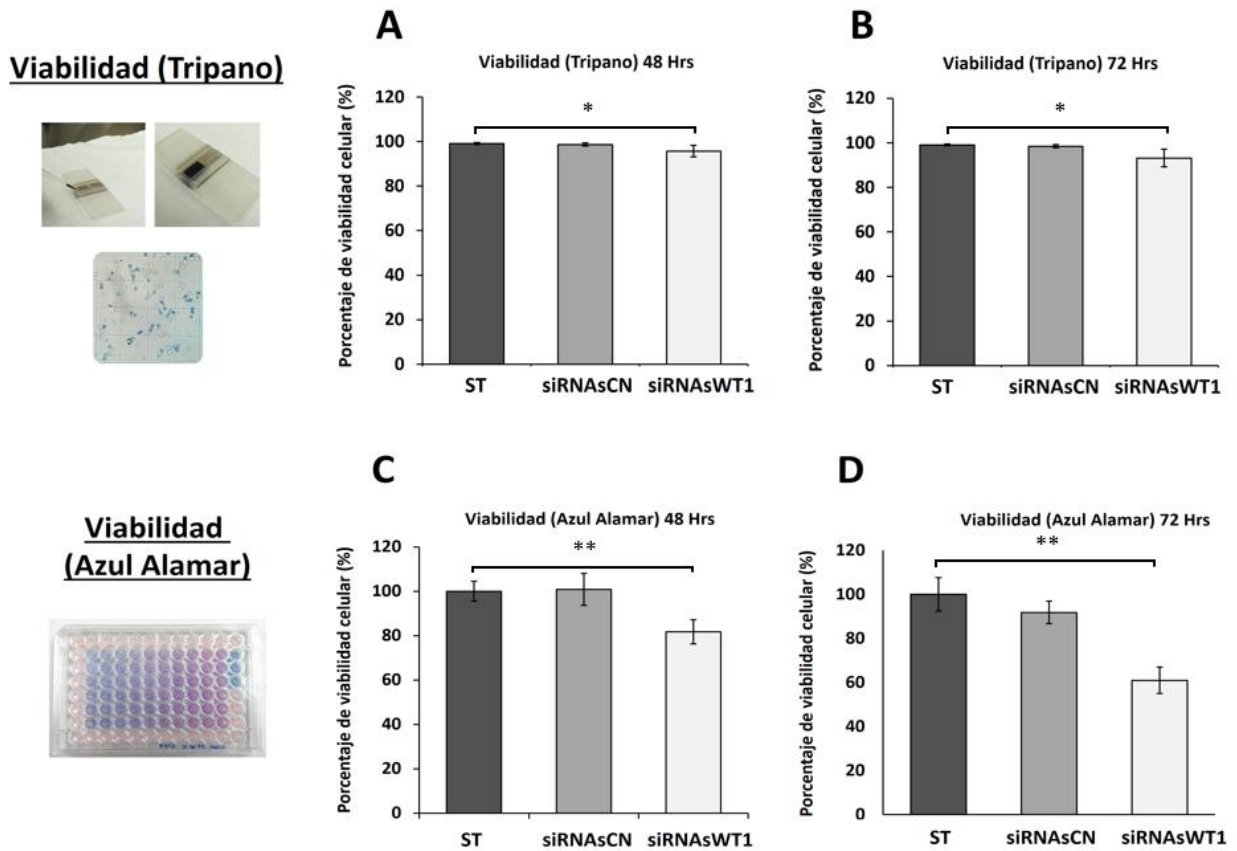 Viabilidad (Tripano)
A
Viabilidad (Tripano) 48 Hrs
Porcentaje de viabilidad celular (%)
120
100
80
60
40
20
0
*
ST
siRNAsCN
siRNAsWT1
B
Viabilidad (Tripano) 72 Hrs
Porcentaje de viabilidad celular (%)
120
100
80
60
40
20
0
*
ST
siRNAsCN
siRNAsWT1
Viabilidad
(Azul Alamar)
C
Viabilidad (Azul Alamar) 48 Hrs
Porcentaje de viabilidad celular (%)
120
100
80
60
40
20
0
**
ST
siRNAsCN
siRNAsWT1
D
Viabilidad (Azul Alamar) 72 Hrs
Porcentaje de viabilidad celular (%)
120
100
80
60
40
20
0
**
ST
siRNAsCN
siRNAsWT1